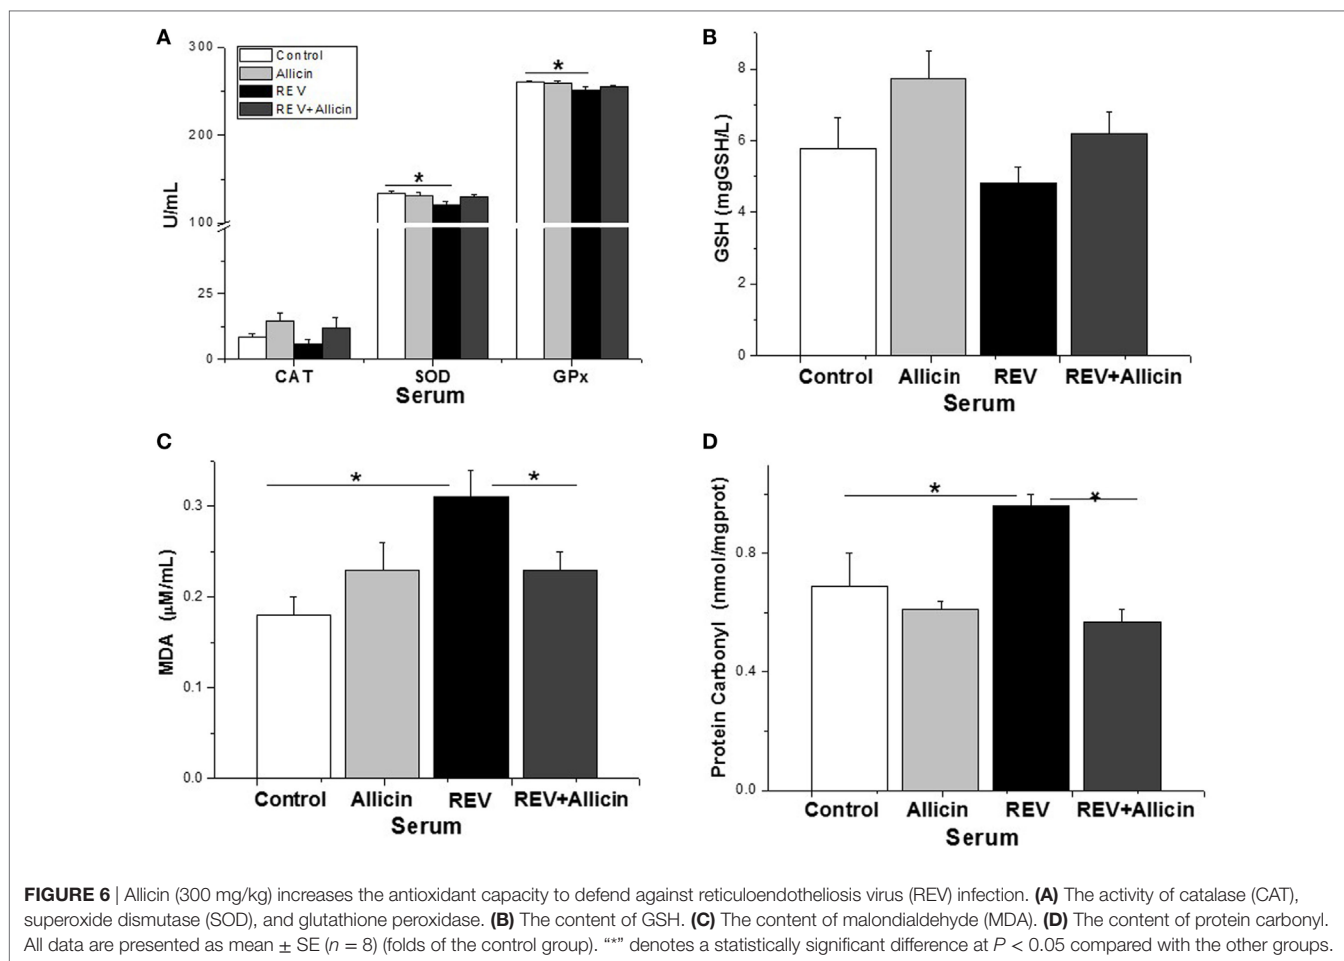 A
300
200
100
25
0
U/mL
Control
Allicin
REV
REV+Allicin
*
*
CAT SOD GPx
Serum
B
8
6
4
2
0
GSH (mgGSH/L)
Control Allicin REV REV+Allicin
Serum
C
0.3
0.2
0.1
0.0
MDA (µM/mL)
* *
Control Allicin REV REV+Allicin
Serum
D
0.8
0.4
0.0
Protein Carbonyl (nmol/mgprot)
* *
Control Allicin REV REV+Allicin
Serum
FIGURE 6 | Allicin (300 mg/kg) increases the antioxidant capacity to defend against reticuloendotheliosis virus (REV) infection. (A) The activity of catalase (CAT),
superoxide dismutase (SOD), and glutathione peroxidase. (B) The content of GSH. (C) The content of malondialdehyde (MDA). (D) The content of protein carbonyl.
All data are presented as mean ± SE (n = 8) (folds of the control group). “*” denotes a statistically significant difference at P < 0.05 compared with the other groups.